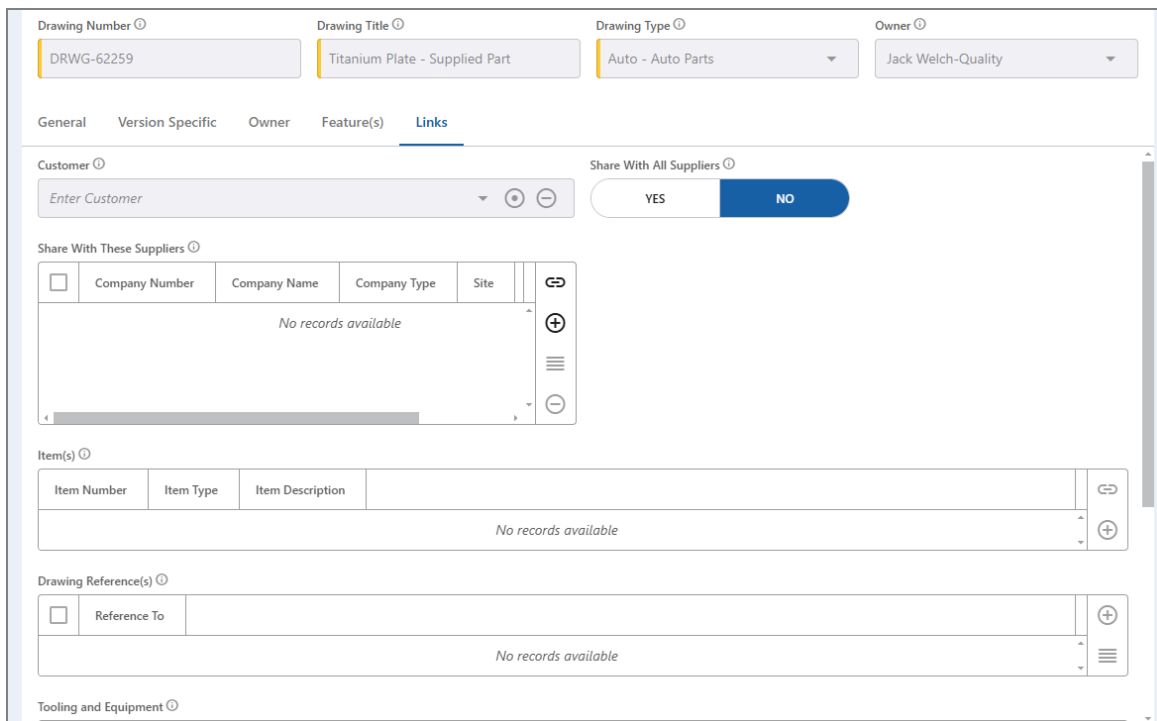 Drawing Number Drawing Title Drawing Type Owner
DRWG-62259 Titanium Plate - Supplied Part Auto - Auto Parts Jack Welch-Quality
General Version Specific Owner Feature(s) Links
Customer Share With All Suppliers
Enter Customer YES NO
Share With These Suppliers
Company Number Company Name Company Type Site
No records available
Item(s)
Item Number Item Type Item Description
No records available
Drawing Reference(s)
Reference To
No records available
Tooling and Equipment